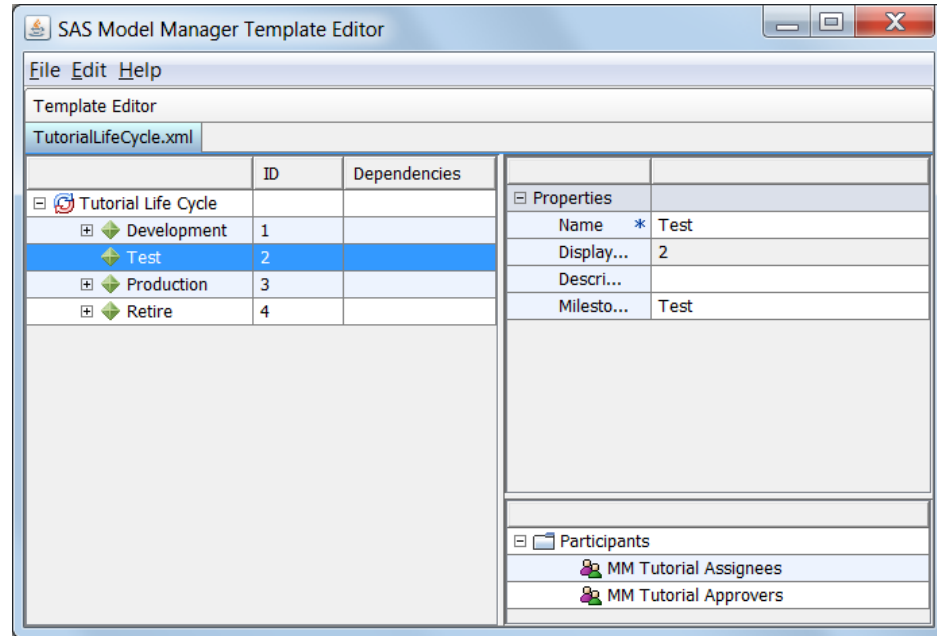 SAS Model Manager Template Editor
File Edit Help
Template Editor
TutorialLifeCycle.xml
ID Dependencies
Tutorial Life Cycle
Development 1
Test 2
Production 3
Retire 4
Properties
Name * Test
Display... 2
Descri...
Milesto... Test
Participants
MM Tutorial Assignees
MM Tutorial Approvers